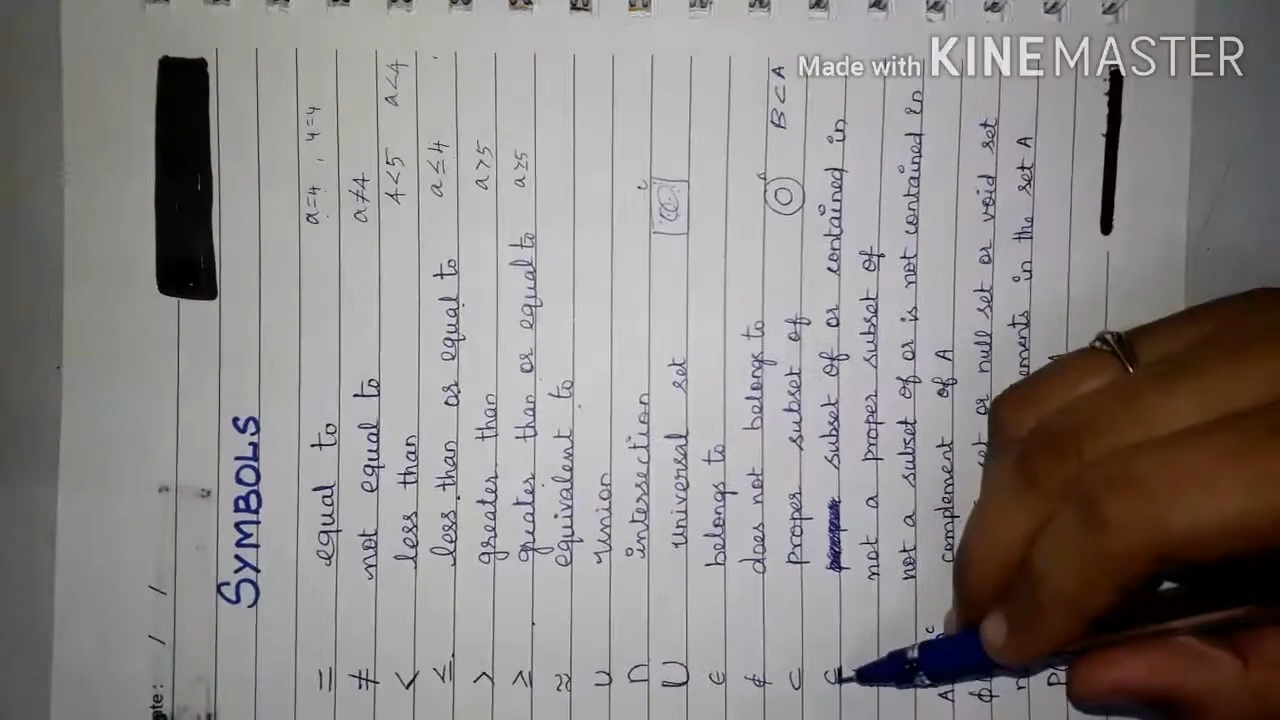 Made with KINEMASTER
/ /
SYMBOLS
= equal to a=4, 4=4
≠ not equal to a≠4
< less than 4<5 a<4
≤ less than or equal to a≤4
> greater than a>5
≥ greater than or equal to a≥5
≈ equivalent to
∪ union
∩ intersection
U universal set
∈ belongs to
∉ does not belongs to
⊂ proper subset of B⊂A
⊆ subset of or contained in
not a proper subset of
not a subset of or is not contained in
complement of A
set or null set or void set
in the set A